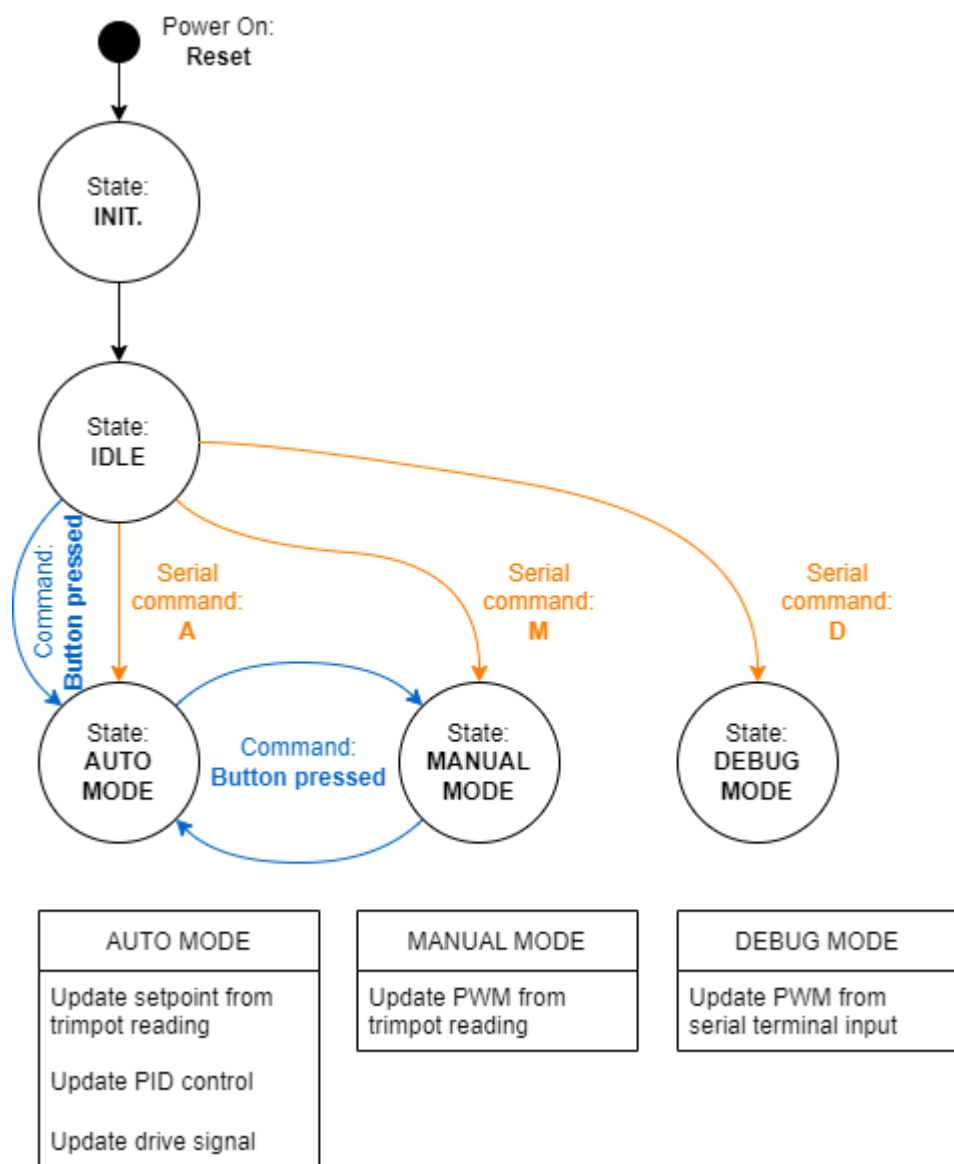 Power On:
Reset
State:
INIT.
State:
IDLE
Command:
Button pressed
Serial
command:
A
Serial
command:
M
Serial
command:
D
State:
AUTO
MODE
Command:
Button pressed
State:
MANUAL
MODE
State:
DEBUG
MODE
AUTO MODE
Update setpoint from
trimpot reading
Update PID control
Update drive signal
MANUAL MODE
Update PWM from
trimpot reading
DEBUG MODE
Update PWM from
serial terminal input